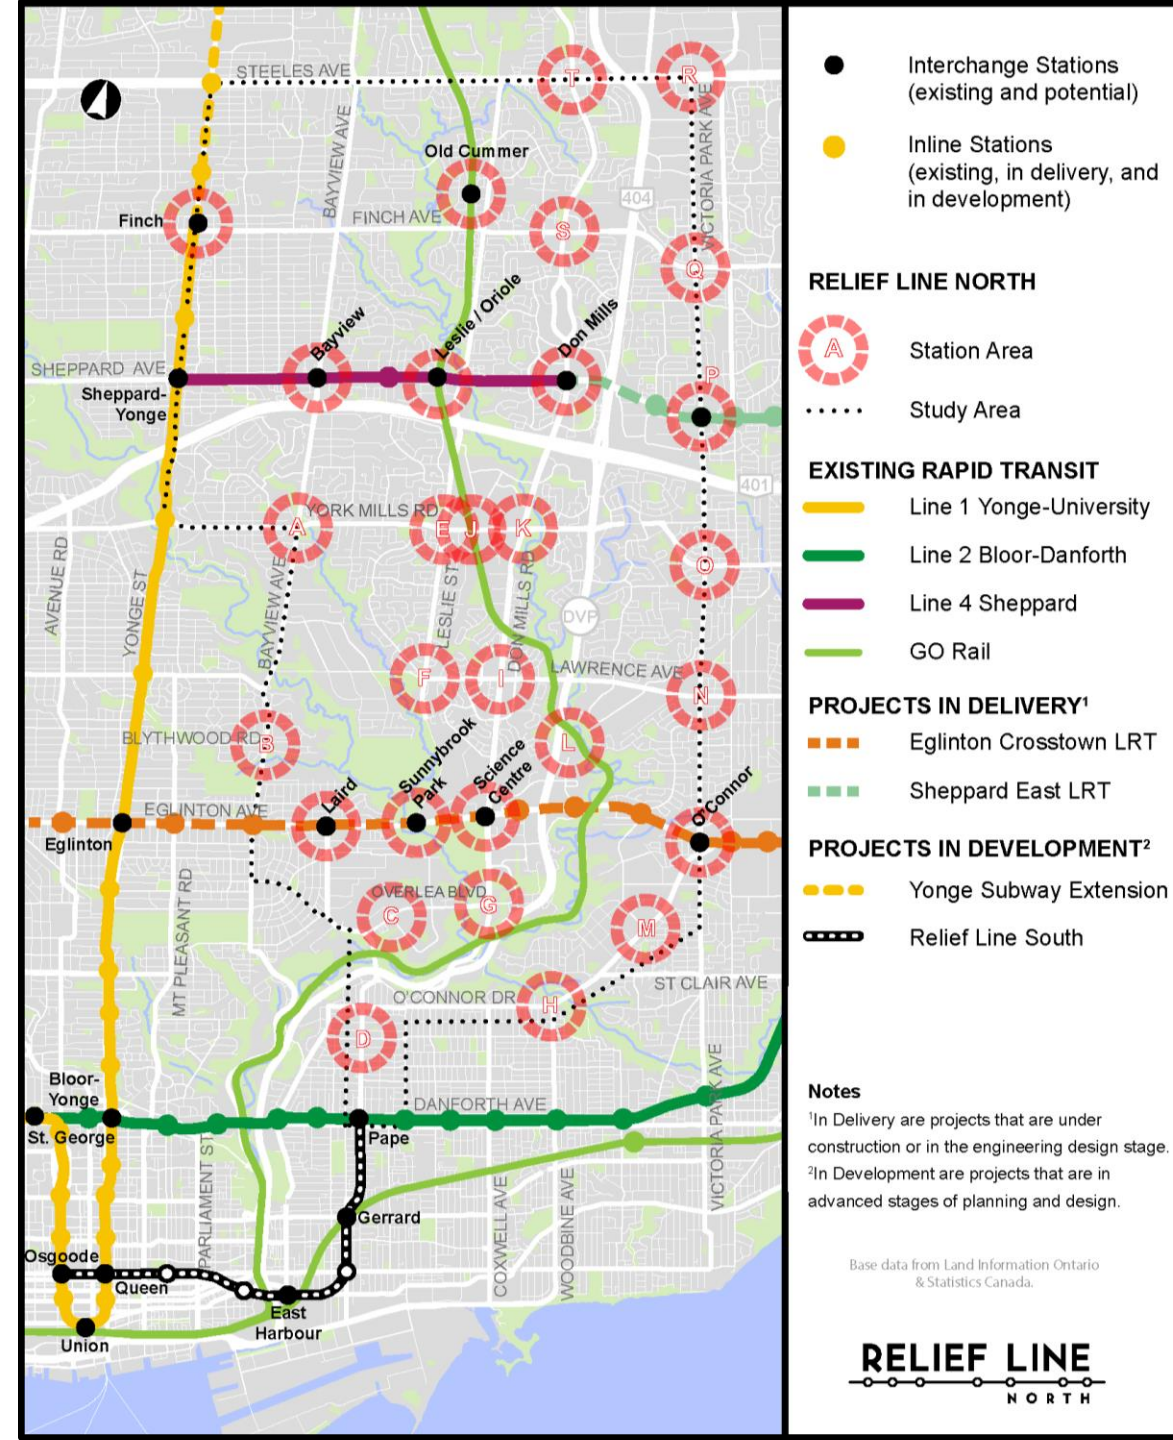 STEELES AVE
T
R
BAYVIEW AVE
VICTORIA PARK AVE
Old Cummer
404
Finch
FINCH AVE
S
Q
Bayview
Leslie / Oriole
Don Mills
SHEPPARD AVE
Sheppard-
Yonge
P
401
A
YORK MILLS RD
E
J
K
O
AVENUE RD
YONGE ST
BAYVIEW AVE
LESLIE ST
DON MILLS RD
DVP
LAWRENCE AVE
F
I
N
BLYTHWOOD RD
B
L
Sunnybrook
Park
Science
Centre
Laird
O'Connor
EGLINTON AVE
Eglinton
MT PLEASANT RD
OVERLEA BLVD
C
G
M
O'CONNOR DR
H
ST CLAIR AVE
D
Bloor-
Yonge
DANFORTH AVE
St. George
Pape
PARLIAMENT ST
VICTORIA PARK AVE
COXWELL AVE
WOODBINE AVE
Gerrard
Osgoode
Queen
East
Harbour
Union
Interchange Stations
(existing and potential)
Inline Stations
(existing, in delivery, and
in development)
RELIEF LINE NORTH
A
Station Area
Study Area
EXISTING RAPID TRANSIT
Line 1 Yonge-University
Line 2 Bloor-Danforth
Line 4 Sheppard
GO Rail
PROJECTS IN DELIVERY¹
Eglinton Crosstown LRT
Sheppard East LRT
PROJECTS IN DEVELOPMENT²
Yonge Subway Extension
Relief Line South
Notes
¹In Delivery are projects that are under
construction or in the engineering design stage.
²In Development are projects that are in
advanced stages of planning and design.
Base data from Land Information Ontario
& Statistics Canada.
RELIEF LINE
NORTH